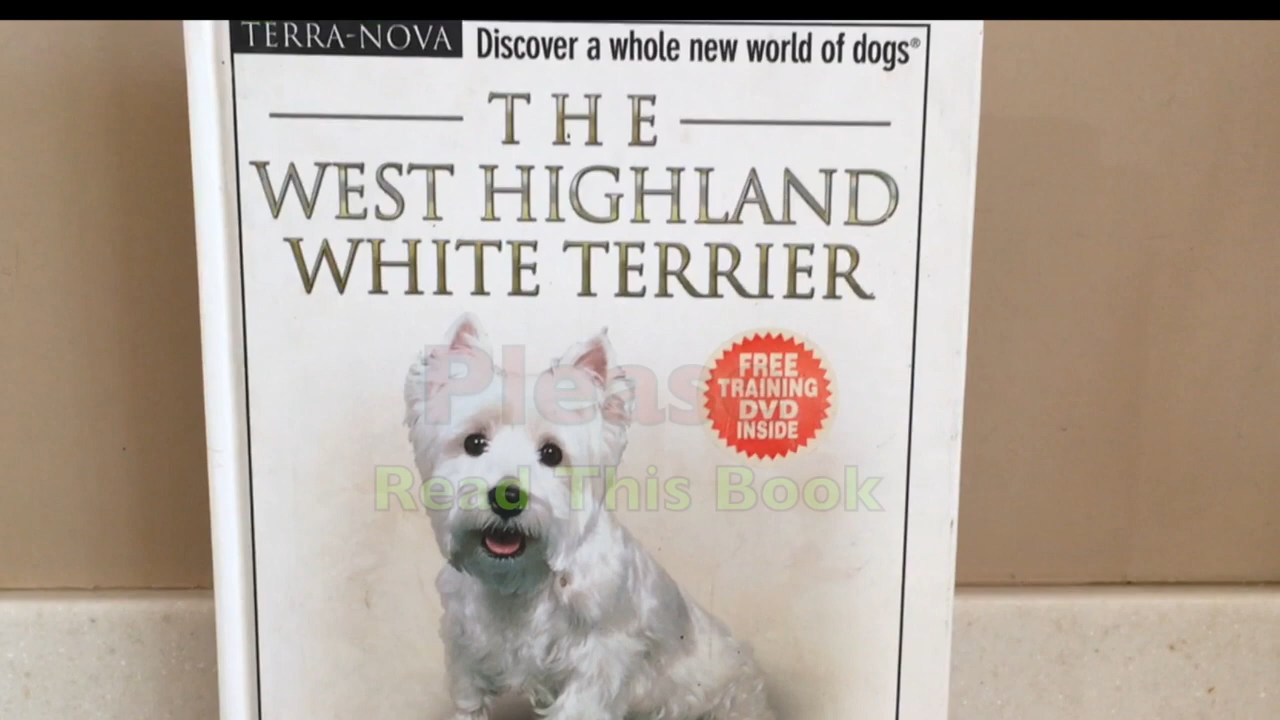 TERRA-NOVA
Discover a whole new world of dogs®
THE
WEST HIGHLAND
WHITE TERRIER
FREE
TRAINING
DVD
INSIDE
Please
Read This Book